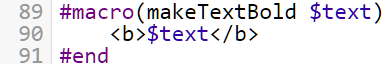 89 #macro(makeTextBold $text)
90     <b>$text</b>
91 #end